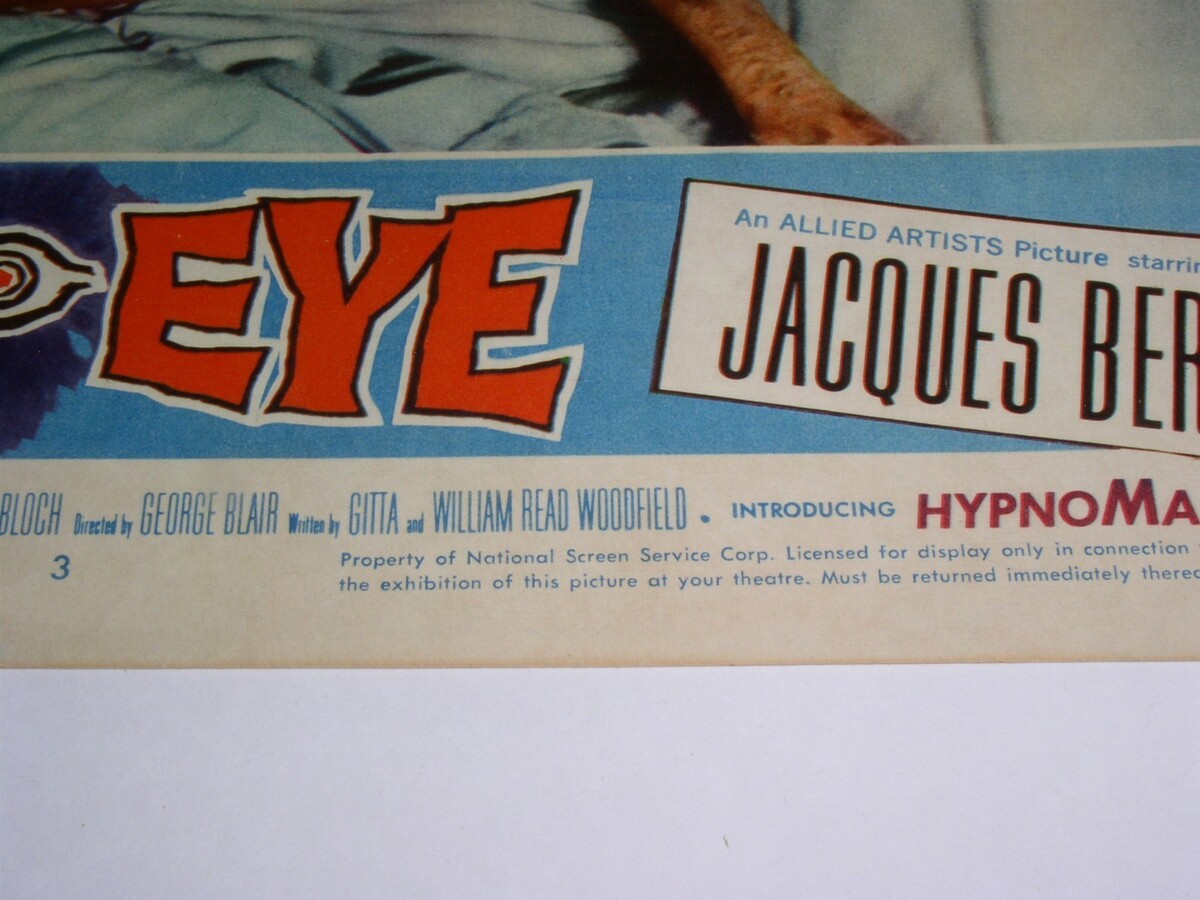 EYE
An ALLIED ARTISTS Picture starrin
JACQUES BER
BLOCH Directed by GEORGE BLAIR Written by GITTA and WILLIAM READ WOODFIELD • INTRODUCING HYPNOMA
3
Property of National Screen Service Corp. Licensed for display only in connection
the exhibition of this picture at your theatre. Must be returned immediately therea